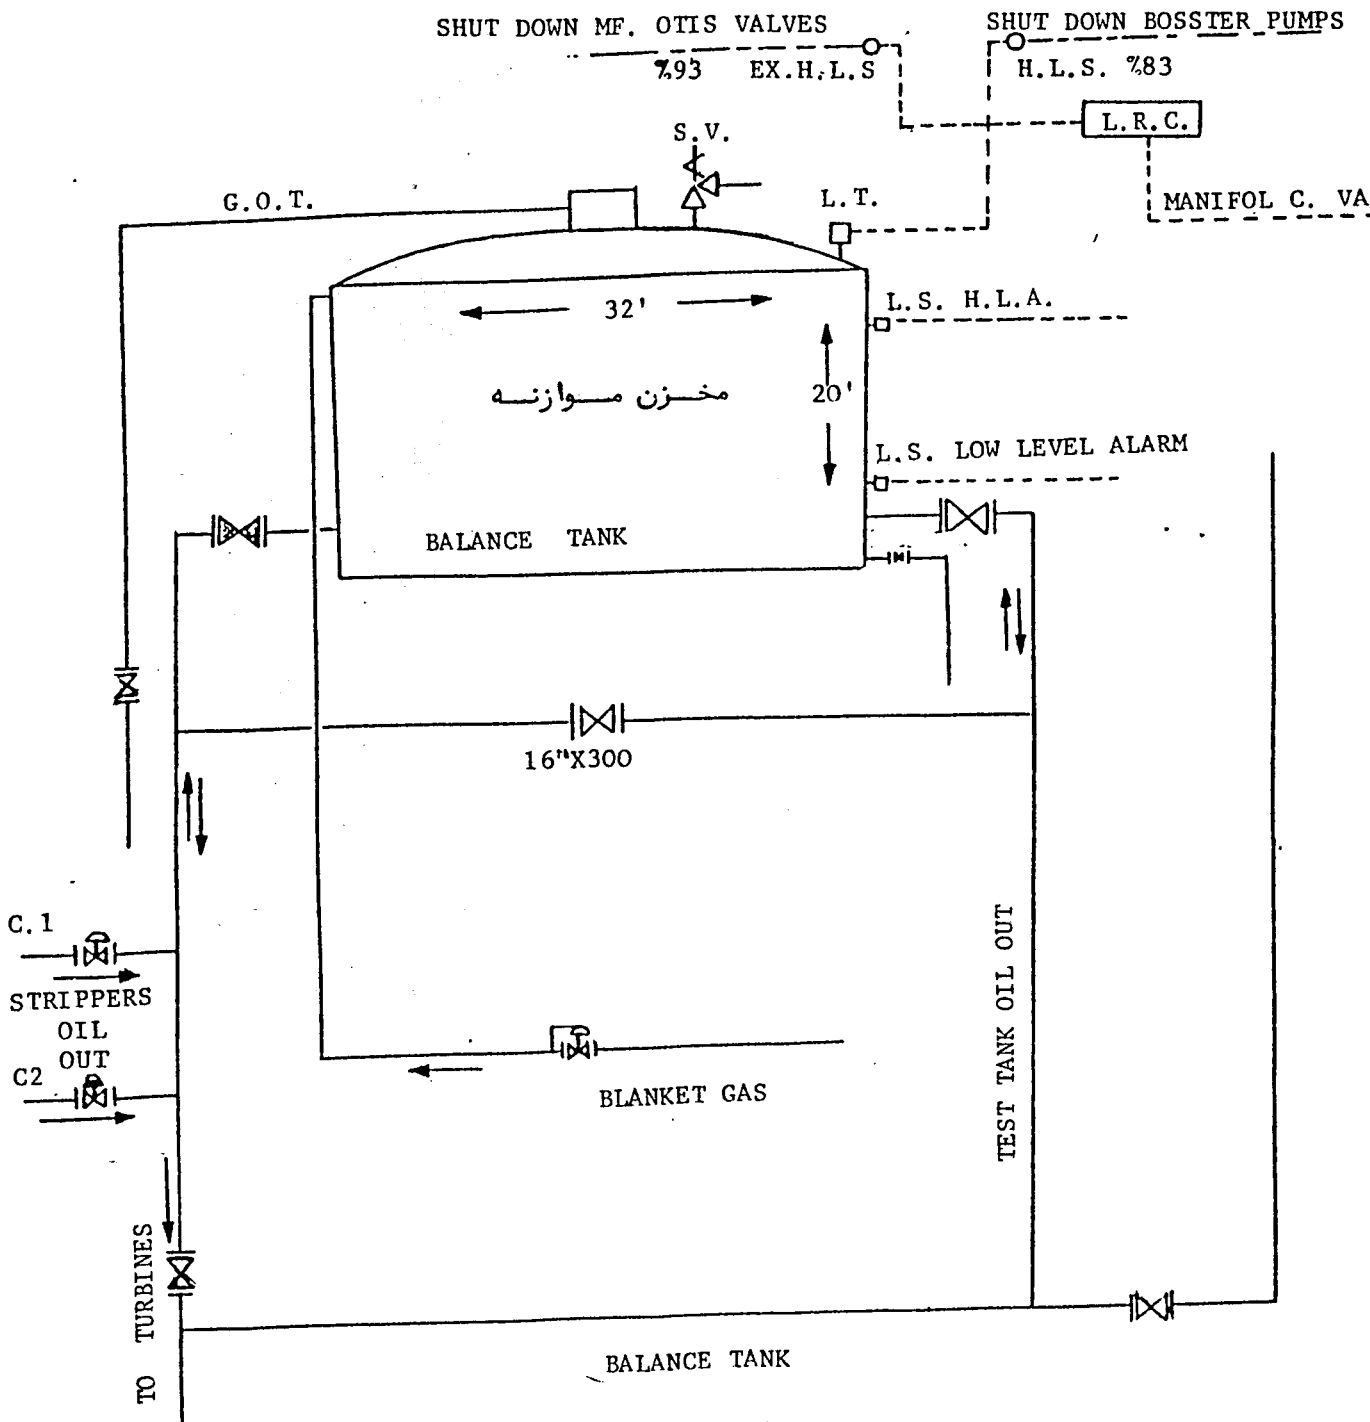 SHUT DOWN MF. OTIS VALVES
SHUT DOWN BOSSTER PUMPS
%93 EX.H.L.S
H.L.S. %83
L.R.C.
S.V.
G.O.T.
L.T.
MANIFOL C. VA
32'
L.S. H.L.A.
20'
مخزن موازنه
L.S. LOW LEVEL ALARM
BALANCE TANK
16"X300
C.1
STRIPPERS
OIL
OUT
C2
TEST TANK OIL OUT
BLANKET GAS
TO TURBINES
BALANCE TANK